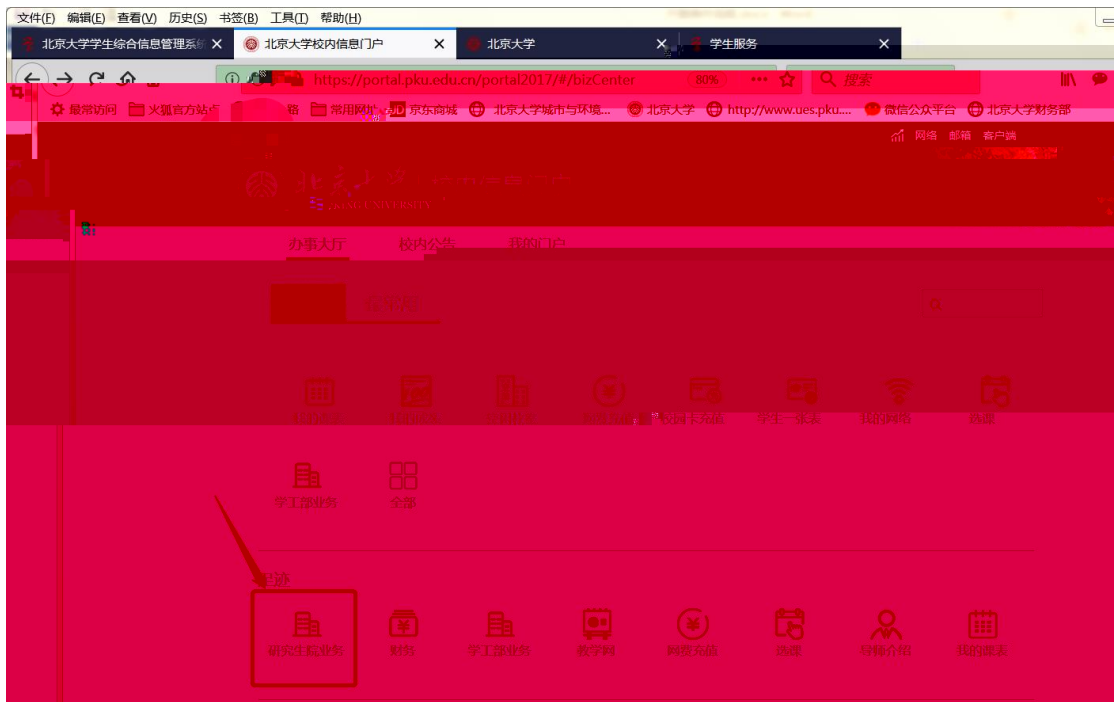 文件(F) 编辑(E) 查看(V) 历史(S) 书签(B) 工具(T) 帮助(H)
北京大学学生综合信息管理系统 北京大学校内信息门户 北京大学 学生服务
https://portal.pku.edu.cn/portal2017/#/bizCenter 80% 搜索
最常访问 火狐官方站点 常用网址 JD 京东商城 北京大学城市与环境... 北京大学 http://www.ues.pku.... 微信公众平台 北京大学财务部
网络 邮箱 客户端
办事大厅 校内公告 我的门户
校园卡充值 学生一张表 我的网络 选课
学工部业务 全部
足迹
研究生院业务 财务 学工部业务 教学网 网费充值 选课 导师介绍 我的课表